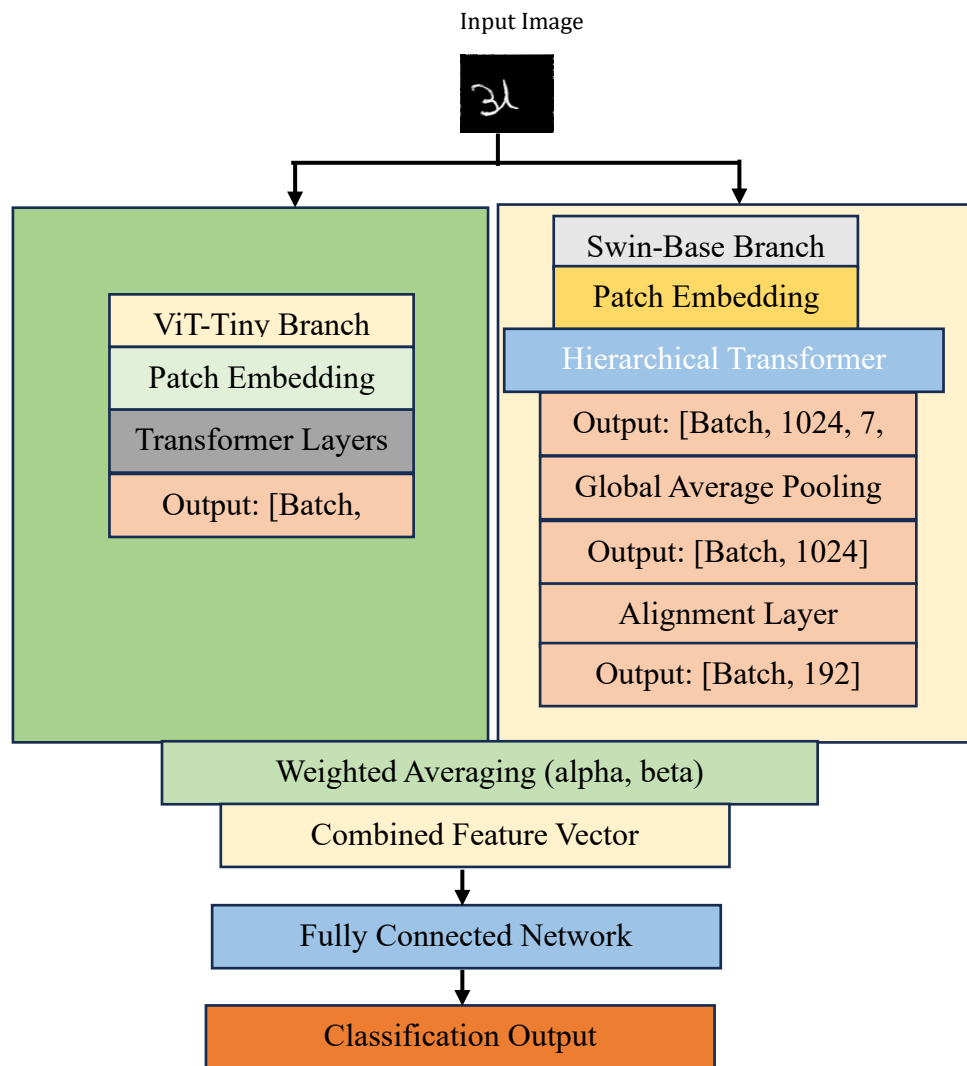 Input Image
ViT-Tiny Branch
Patch Embedding
Transformer Layers
Output: [Batch,
Swin-Base Branch
Patch Embedding
Hierarchical Transformer
Output: [Batch, 1024, 7,
Global Average Pooling
Output: [Batch, 1024]
Alignment Layer
Output: [Batch, 192]
Weighted Averaging (alpha, beta)
Combined Feature Vector
Fully Connected Network
Classification Output